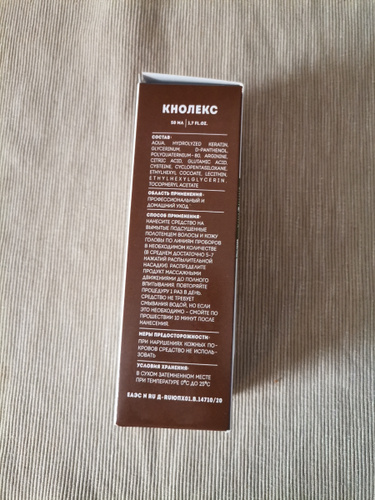 КНОЛЕКС
50 МЛ | 1,7 FL.OZ.
СОСТАВ:
AQUA, HYDROLYZED KERATIN,
GLYCERINUM, D-PANTHENOL,
POLYQUATERNIUM-80, ARGININE,
CITRIC ACID, GLUTAMIC ACID,
CYSTEINE, CYCLOPENTASILOXANE,
ETHYLHEXYL COCOATE, LECITHIN,
ETHYLHEXYLGLYCERIN,
TOCOPHERYL ACETATE
ОБЛАСТЬ ПРИМЕНЕНИЯ:
ПРОФЕССИОНАЛЬНЫЙ И
ДОМАШНИЙ УХОД.
СПОСОБ ПРИМЕНЕНИЯ:
НАНЕСИТЕ СРЕДСТВО НА
ВЫМЫТЫЕ ПОДСУШЕННЫЕ
ПОЛОТЕНЦЕМ ВОЛОСЫ И КОЖУ
ГОЛОВЫ ПО ЛИНИЯМ ПРОБОРОВ
В НЕОБХОДИМОМ КОЛИЧЕСТВЕ
(В СРЕДНЕМ ДОСТАТОЧНО 5-7
НАЖАТИЙ РАСПЫЛИТЕЛЬНОЙ
НАСАДКИ). РАСПРЕДЕЛИТЕ
ПРОДУКТ МАССАЖНЫМИ
ДВИЖЕНИЯМИ ДО ПОЛНОГО
ВПИТЫВАНИЯ. ПОВТОРЯЙТЕ
ПРОЦЕДУРУ 1 РАЗ В ДЕНЬ.
СРЕДСТВО НЕ ТРЕБУЕТ
СМЫВАНИЯ ВОДОЙ, НО ЕСЛИ
ЭТО НЕОБХОДИМО - СМОЙТЕ ПО
ПРОШЕСТВИИ 10 МИНУТ ПОСЛЕ
НАНЕСЕНИЯ.
МЕРЫ ПРЕДОСТОРОЖНОСТИ:
ПРИ НАРУШЕНИЯХ КОЖНЫХ ПО-
КРОВОВ СРЕДСТВО НЕ ИСПОЛЬ-
ЗОВАТЬ
УСЛОВИЯ ХРАНЕНИЯ:
В СУХОМ ЗАТЕМНЕННОМ МЕСТЕ
ПРИ ТЕМПЕРАТУРЕ 0°С ДО 25°С
ЕАЭС N RU Д-RUЮПХ01.В.14710/20